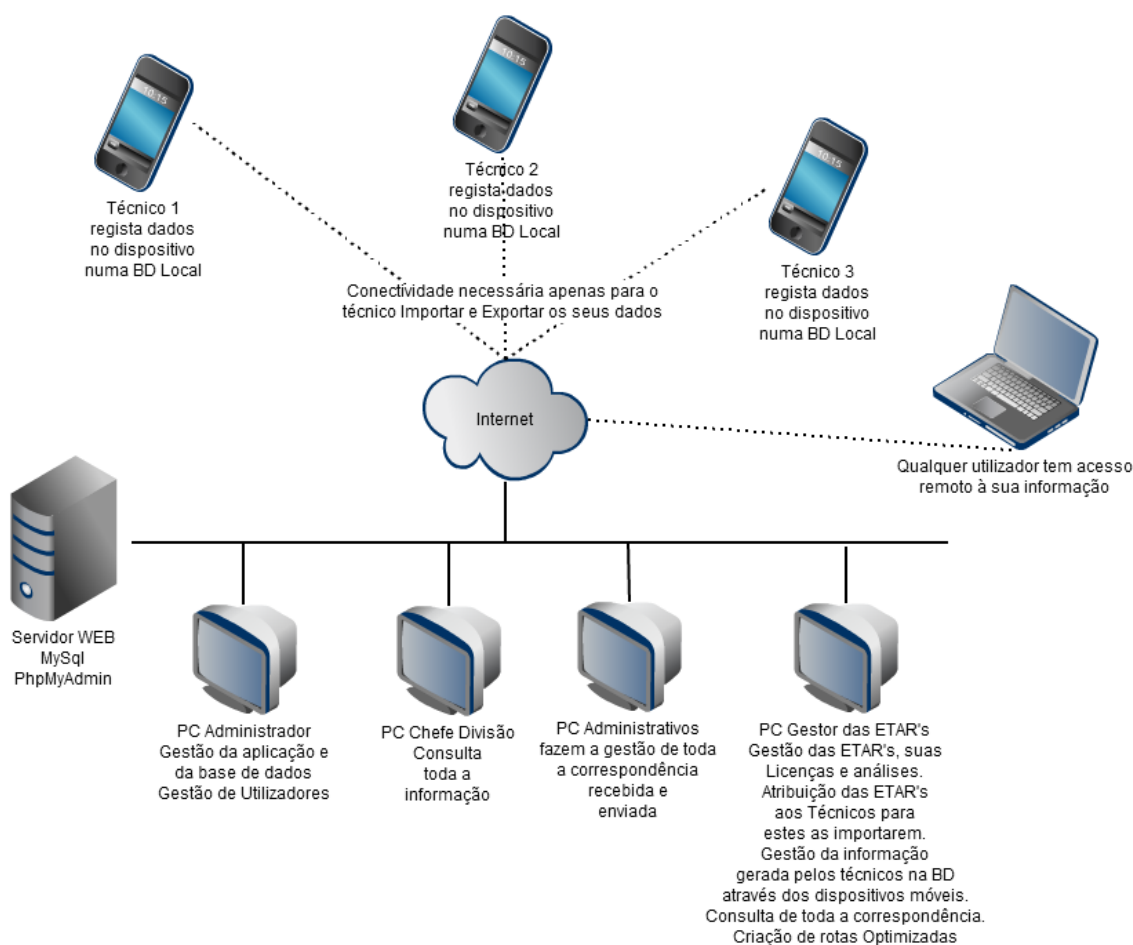 10:15
10:15
10:15
Técnico 1
regista dados
no dispositivo
numa BD Local
Técnico 2
regista dados
no dispositivo
numa BD Local
Técnico 3
regista dados
no dispositivo
numa BD Local
Conectividade necessária apenas para o
técnico Importar e Exportar os seus dados
Internet
Qualquer utilizador tem acesso
remoto à sua informação
Servidor WEB
MySql
PhpMyAdmin
PC Administrador
Gestão da aplicação e
da base de dados
Gestão de Utilizadores
PC Chefe Divisão
Consulta
toda a
informação
PC Administrativos
fazem a gestão de toda
a correspondência
recebida e
enviada
PC Gestor das ETAR's
Gestão das ETAR's, suas
Licenças e análises.
Atribuição das ETAR's
aos Técnicos para
estes as importarem.
Gestão da informação
gerada pelos técnicos na BD
através dos dispositivos móveis.
Consulta de toda a correspondência.
Criação de rotas Optimizadas